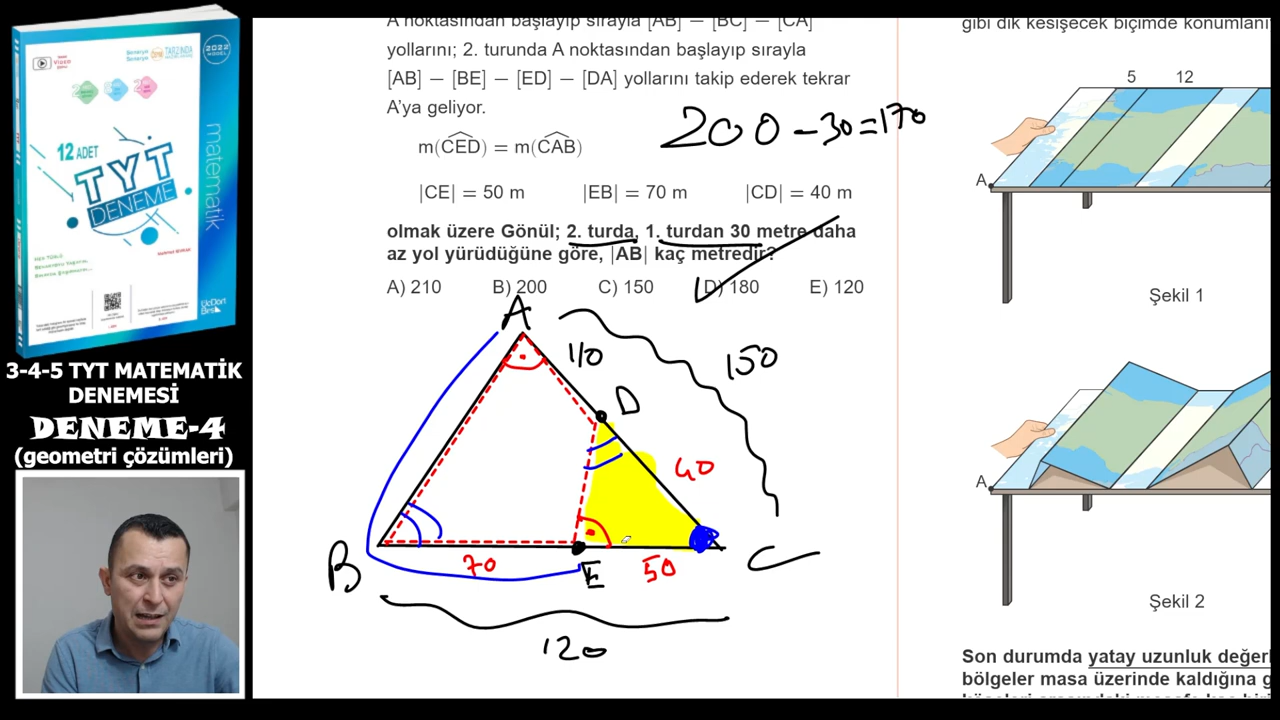 2022
MODEL
TARZINDA
matematik
12 ADET
TYT
DENEME
ÜçDört
Beş
3-4-5 TYT MATEMATİK
DENEMESİ
DENEME-4
(geometri çözümleri)
A noktasından başlayıp sırayla [AB] − [BC] − [CA]
yollarını; 2. turunda A noktasından başlayıp sırayla
[AB] − [BE] − [ED] − [DA] yollarını takip ederek tekrar
A'ya geliyor.
200 - 30 = 170
m(CED) = m(CAB)
|CE| = 50 m |EB| = 70 m |CD| = 40 m
olmak üzere Gönül; 2. turda, 1. turdan 30 metre daha
az yol yürüdüğüne göre, |AB| kaç metredir?
A) 210 B) 200 C) 150 D) 180 E) 120
A
110
150
D
40
B
70
E
50
C
120
gibi dik kesişecek biçimde
5 12
A
Şekil 1
A
Şekil 2
Son durumda yatay uzunluk
bölgeler masa üzerinde kaldığına